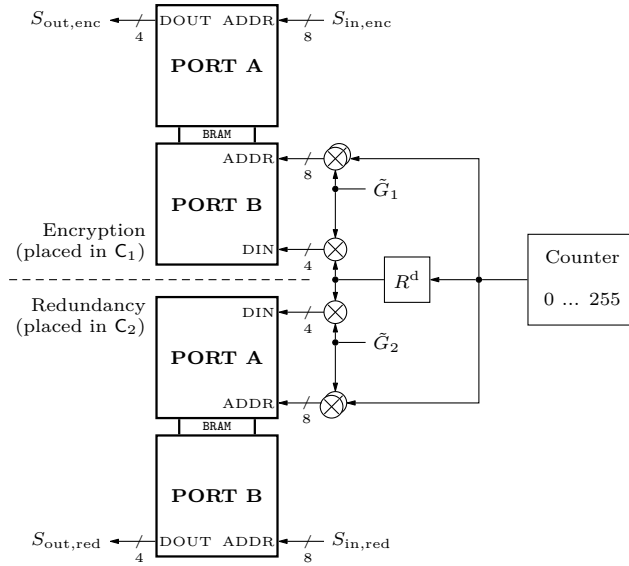 S_out,enc 4 DOUT ADDR 8 S_in,enc
PORT A
BRAM
ADDR 8
G̃_1
PORT B
Encryption
(placed in C_1)
DIN 4
Counter
0 ... 255
R^d
Redundancy
(placed in C_2)
DIN 4
G̃_2
PORT A
ADDR 8
BRAM
PORT B
S_out,red 4 DOUT ADDR 8 S_in,red